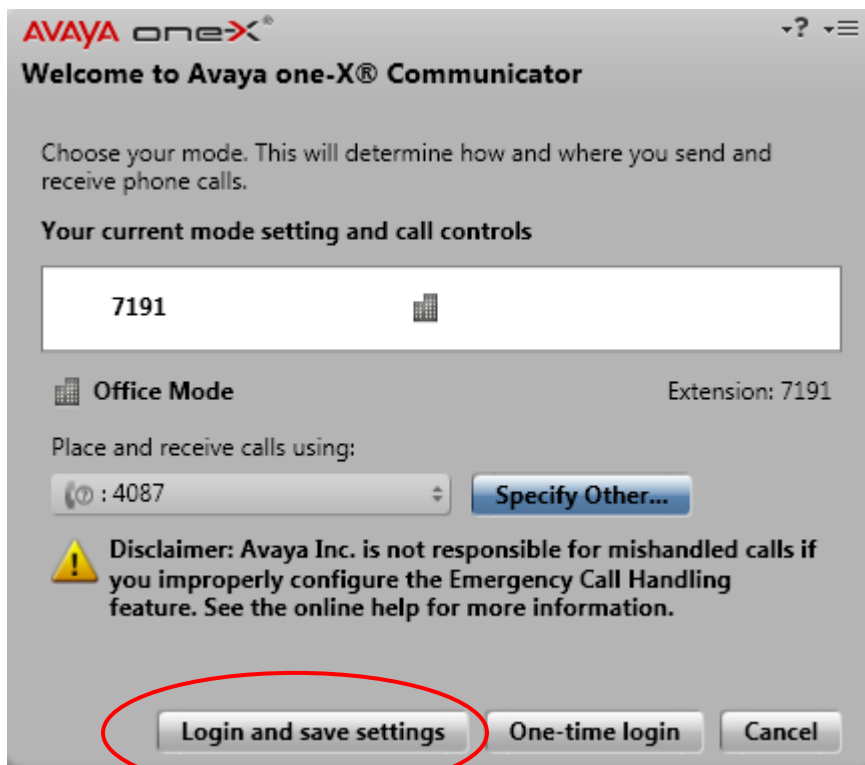 AVAYA one-X®
?
Welcome to Avaya one-X® Communicator
Choose your mode. This will determine how and where you send and
receive phone calls.
Your current mode setting and call controls
7191
Office Mode Extension: 7191
Place and receive calls using:
? : 4087 Specify Other...
! Disclaimer: Avaya Inc. is not responsible for mishandled calls if
you improperly configure the Emergency Call Handling
feature. See the online help for more information.
Login and save settings One-time login Cancel